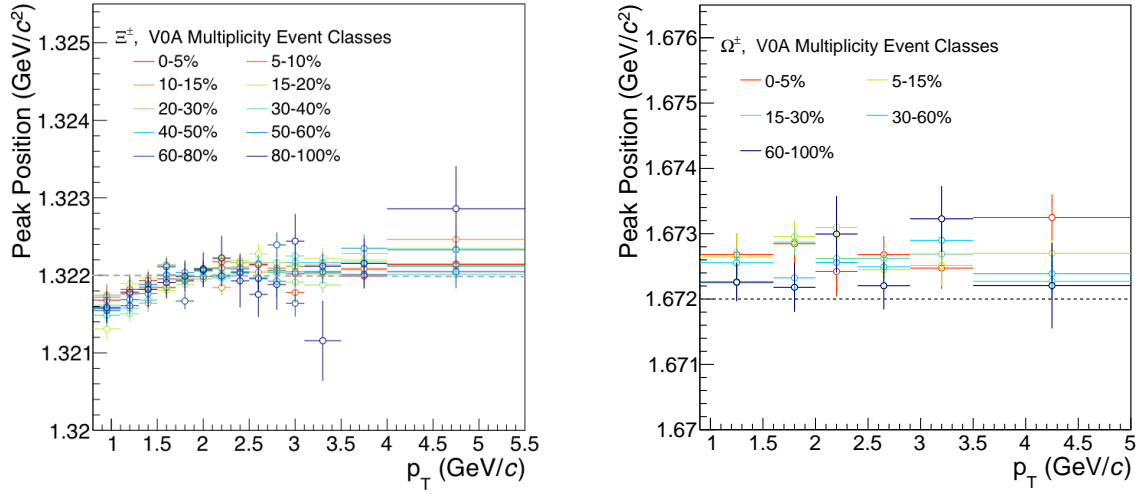 Peak Position (GeV/c²)
1.325
1.324
1.323
1.322
1.321
1.32
Ξ±, V0A Multiplicity Event Classes
0-5% 5-10%
10-15% 15-20%
20-30% 30-40%
40-50% 50-60%
60-80% 80-100%
1 1.5 2 2.5 3 3.5 4 4.5 5 5.5
p_T (GeV/c)
Peak Position (GeV/c²)
1.676
1.675
1.674
1.673
1.672
1.671
1.67
Ω±, V0A Multiplicity Event Classes
0-5% 5-15%
15-30% 30-60%
60-100%
1 1.5 2 2.5 3 3.5 4 4.5 5
p_T (GeV/c)